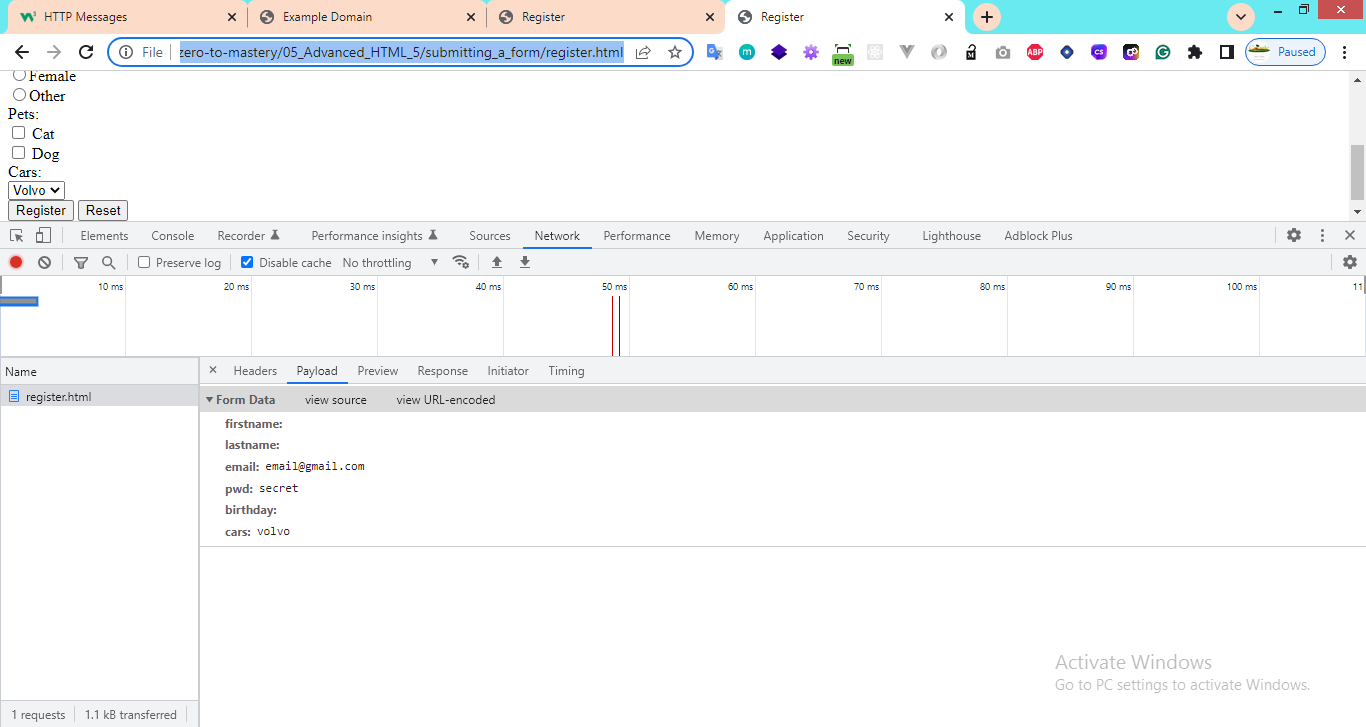 HTTP Messages
Example Domain
Register
Register
File
zero-to-mastery/05_Advanced_HTML_5/submitting_a_form/register.html
new
ABP
CS
Paused
Female
Other
Pets:
Cat
Dog
Cars:
Volvo
Register Reset
Elements Console Recorder Performance insights Sources Network Performance Memory Application Security Lighthouse Adblock Plus
Preserve log Disable cache No throttling
10 ms 20 ms 30 ms 40 ms 50 ms 60 ms 70 ms 80 ms 90 ms 100 ms 11
Name
Headers Payload Preview Response Initiator Timing
register.html
Form Data view source view URL-encoded
firstname:
lastname:
email: email@gmail.com
pwd: secret
birthday:
cars: volvo
Activate Windows
Go to PC settings to activate Windows.
1 requests 1.1 kB transferred